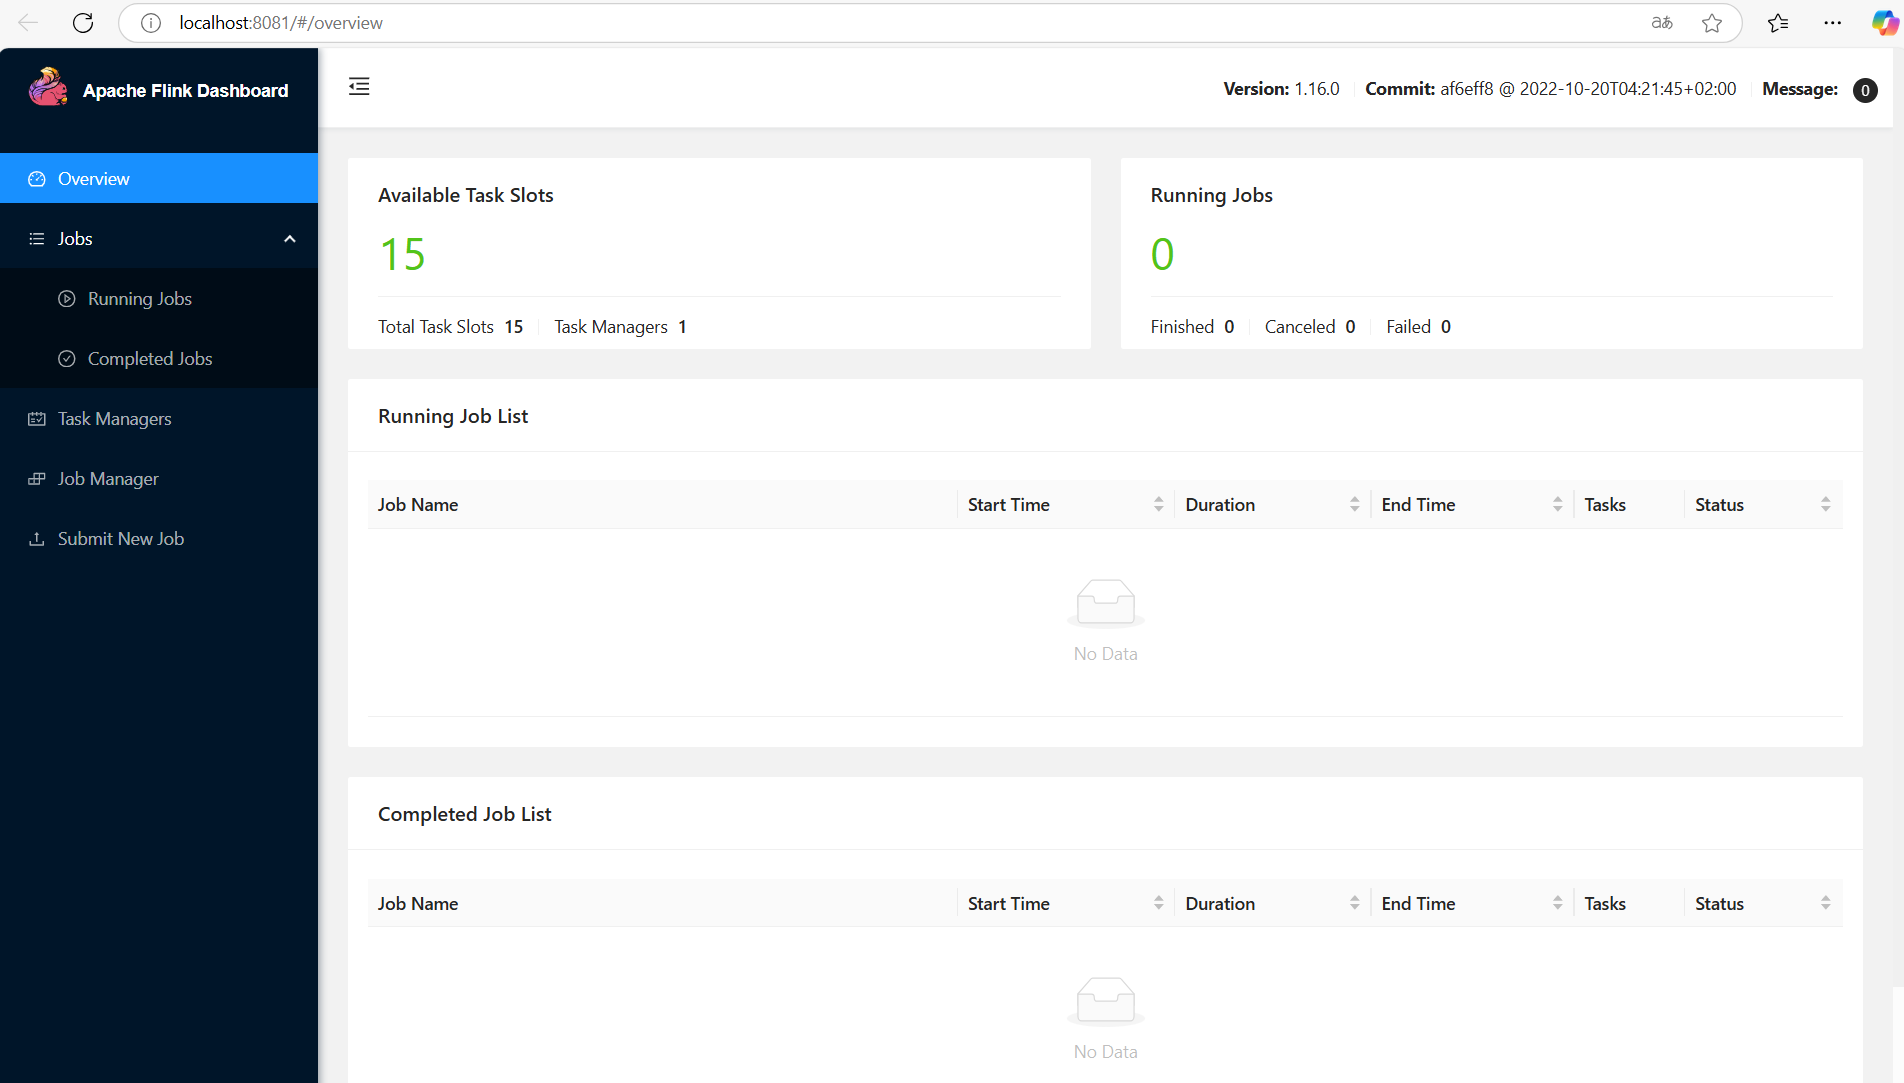 localhost:8081/#/overview
aあ
Apache Flink Dashboard
Version: 1.16.0 Commit: af6eff8 @ 2022-10-20T04:21:45+02:00 Message: 0
Overview
Jobs
Running Jobs
Completed Jobs
Task Managers
Job Manager
Submit New Job
Available Task Slots
15
Total Task Slots 15 Task Managers 1
Running Jobs
0
Finished 0 Canceled 0 Failed 0
Running Job List
Job Name Start Time Duration End Time Tasks Status
No Data
Completed Job List
Job Name Start Time Duration End Time Tasks Status
No Data